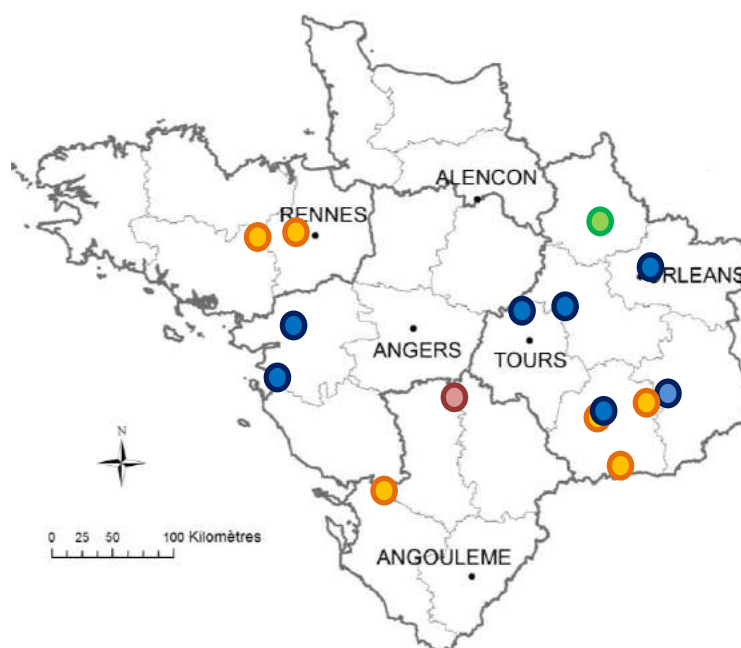 ALENCON
RENNES
ORLEANS
ANGERS
TOURS
N
0 25 50 100 Kilomètres
ANGOULEME